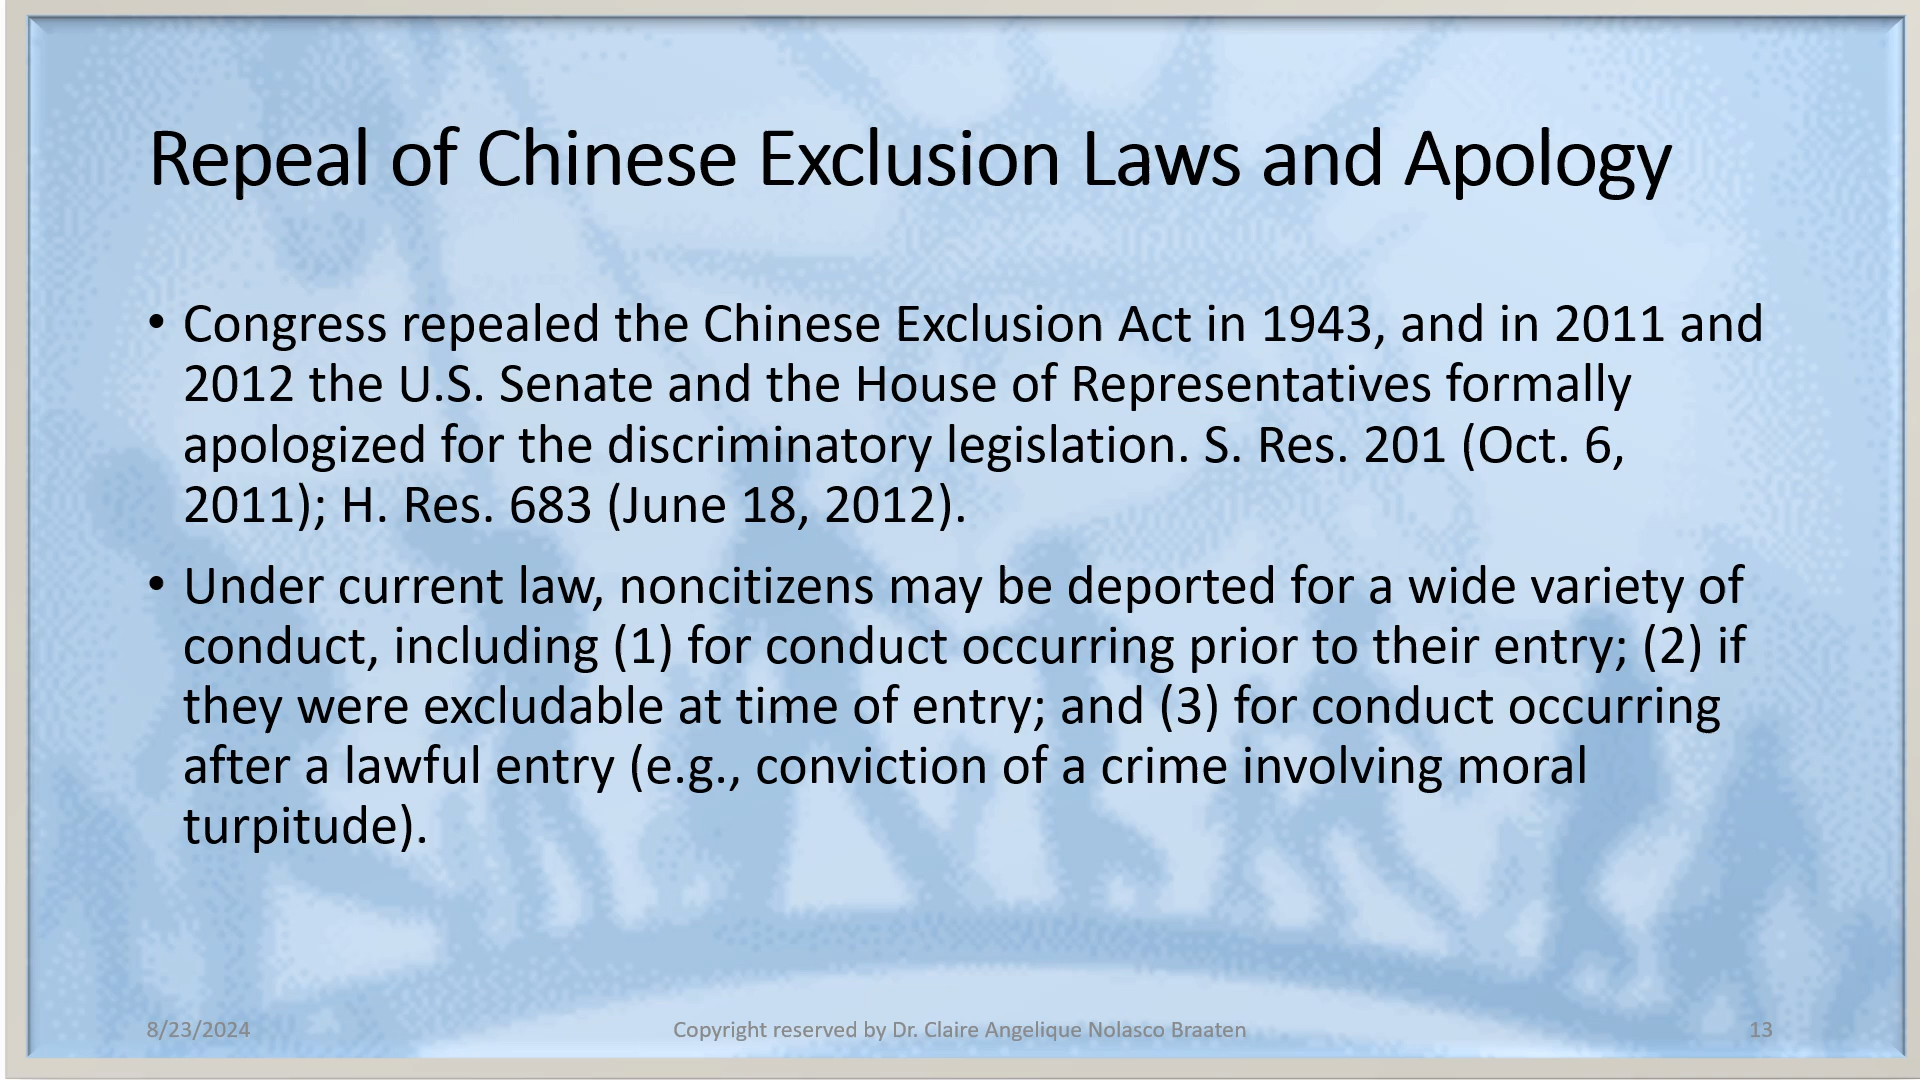 Repeal of Chinese Exclusion Laws and Apology
• Congress repealed the Chinese Exclusion Act in 1943, and in 2011 and
2012 the U.S. Senate and the House of Representatives formally
apologized for the discriminatory legislation. S. Res. 201 (Oct. 6,
2011); H. Res. 683 (June 18, 2012).
• Under current law, noncitizens may be deported for a wide variety of
conduct, including (1) for conduct occurring prior to their entry; (2) if
they were excludable at time of entry; and (3) for conduct occurring
after a lawful entry (e.g., conviction of a crime involving moral
turpitude).
8/23/2024 Copyright reserved by Dr. Claire Angelique Nolasco Braaten 13